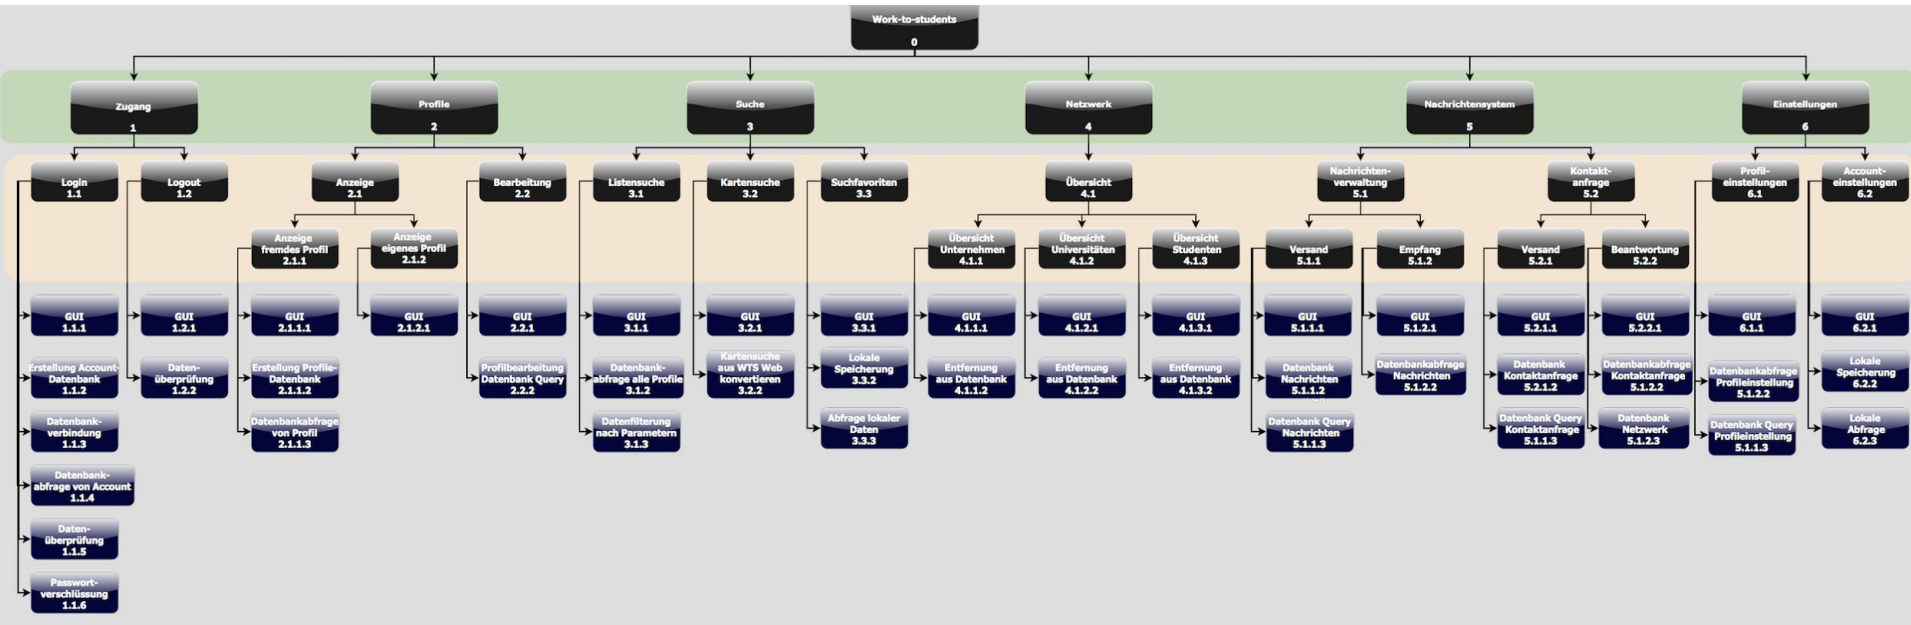 Work-to-students
0
Zugang
1
Profile
2
Suche
3
Netzwerk
4
Nachrichtensystem
5
Einstellungen
6
Login
1.1
Logout
1.2
Anzeige
2.1
Bearbeitung
2.2
Listensuche
3.1
Kartensuche
3.2
Suchfavoriten
3.3
Übersicht
4.1
Nachrichten-
verwaltung
5.1
Kontakt-
anfrage
5.2
Profil-
einstellungen
6.1
Account-
einstellungen
6.2
Anzeige
fremdes Profil
2.1.1
Anzeige
eigenes Profil
2.1.2
Übersicht
Unternehmen
4.1.1
Übersicht
Universitäten
4.1.2
Übersicht
Studenten
4.1.3
Versand
5.1.1
Empfang
5.1.2
Versand
5.2.1
Beantwortung
5.2.2
GUI
1.1.1
GUI
1.2.1
GUI
2.1.1.1
GUI
2.1.2.1
GUI
2.2.1
GUI
3.1.1
GUI
3.2.1
GUI
3.3.1
GUI
4.1.1.1
GUI
4.1.2.1
GUI
4.1.3.1
GUI
5.1.1.1
GUI
5.1.2.1
GUI
5.2.1.1
GUI
5.2.2.1
GUI
6.1.1
GUI
6.2.1
Erstellung Account-
Datenbank
1.1.2
Daten-
überprüfung
1.2.2
Erstellung Profile-
Datenbank
2.1.1.2
Profilbearbeitung
Datenbank Query
2.2.2
Datenbank-
abfrage alle Profile
3.1.2
Kartensuche
aus WTS Web
konvertieren
3.2.2
Lokale
Speicherung
3.3.2
Entfernung
aus Datenbank
4.1.1.2
Entfernung
aus Datenbank
4.1.2.2
Entfernung
aus Datenbank
4.1.3.2
Datenbank
Nachrichten
5.1.1.2
Datenbankabfrage
Nachrichten
5.1.2.2
Datenbank
Kontaktanfrage
5.2.1.2
Datenbankabfrage
Kontaktanfrage
5.1.2.2
Datenbankabfrage
Profileinstellung
5.1.2.2
Lokale
Speicherung
6.2.2
Datenbank-
verbindung
1.1.3
Datenbankabfrage
von Profil
2.1.1.3
Datenfilterung
nach Parametern
3.1.3
Abfrage lokaler
Daten
3.3.3
Datenbank Query
Nachrichten
5.1.1.3
Datenbank Query
Kontaktanfrage
5.1.1.3
Datenbank
Netzwerk
5.1.2.3
Datenbank Query
Profileinstellung
5.1.1.3
Lokale
Abfrage
6.2.3
Datenbank-
abfrage von Account
1.1.4
Daten-
überprüfung
1.1.5
Passwort-
verschlüssung
1.1.6